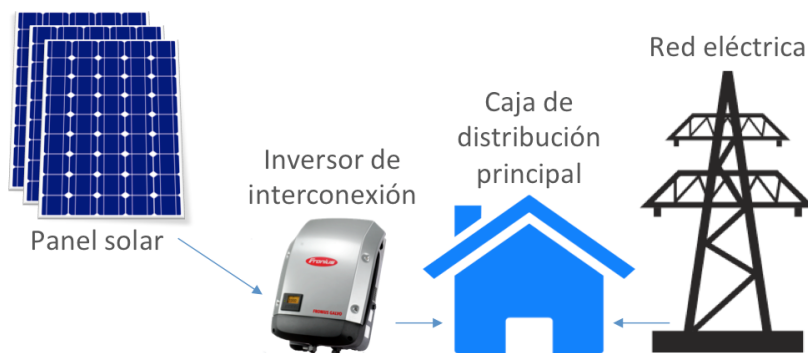 Red eléctrica
Caja de
distribución
principal
Inversor de
interconexión
Panel solar
Fronius